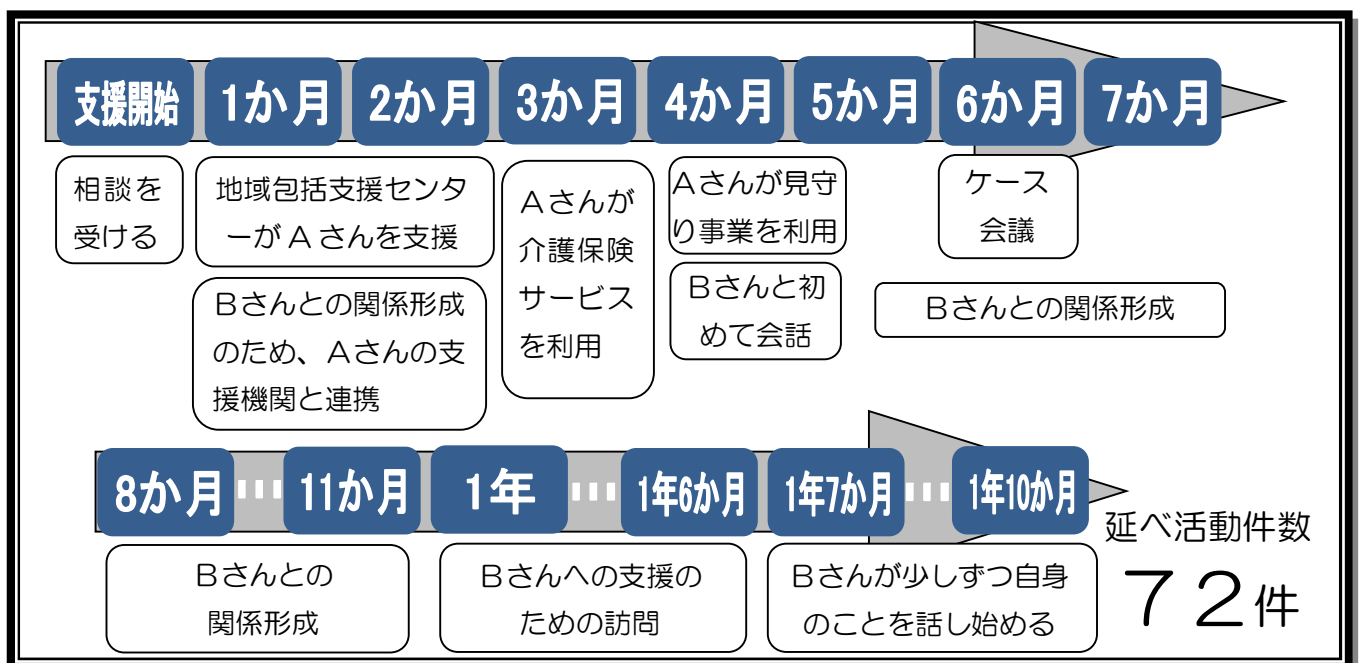 支援開始
1か月
2か月
3か月
4か月
5か月
6か月
7か月
相談を
受ける
地域包括支援センタ
ーがAさんを支援
Bさんとの関係形成
のため、Aさんの支
援機関と連携
Aさんが
介護保険
サービス
を利用
Aさんが見守
り事業を利用
Bさんと初
めて会話
ケース
会議
Bさんとの関係形成
8か月
11か月
1年
1年6か月
1年7か月
1年10か月
Bさんとの
関係形成
Bさんへの支援の
ための訪問
Bさんが少しずつ自身
のことを話し始める
延べ活動件数
72件